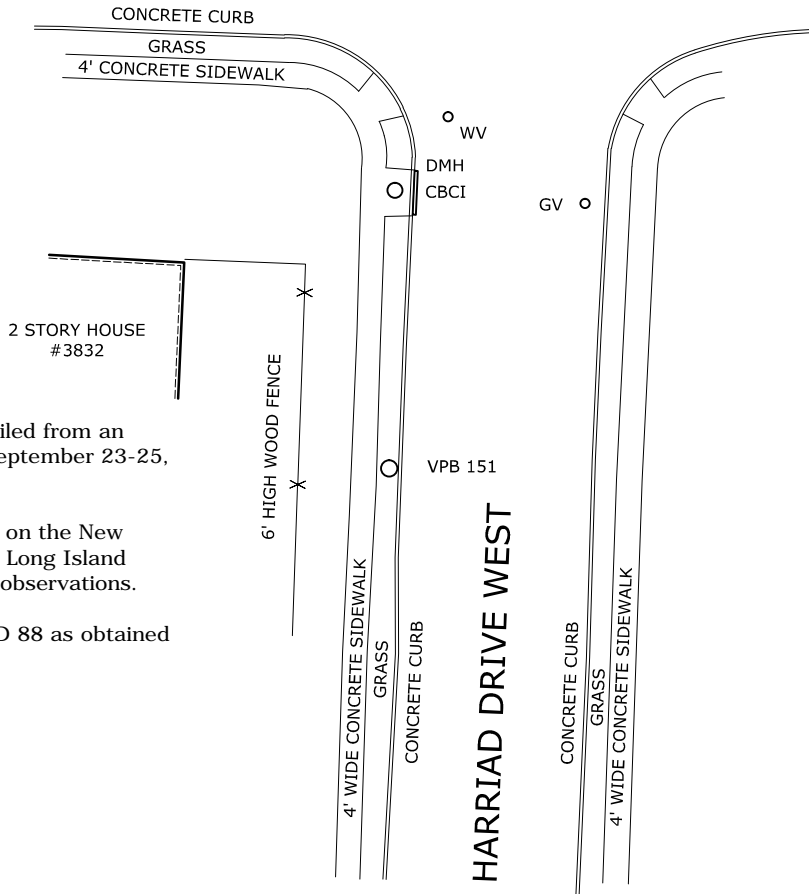 CONCRETE CURB
GRASS
4' CONCRETE SIDEWALK
WV
DMH
CBCI
GV
2 STORY HOUSE
#3832
6' HIGH WOOD FENCE
iled from an
eptember 23-25,
VPB 151
on the New
Long Island
observations.
D 88 as obtained
HARRIAD DRIVE WEST
4' WIDE CONCRETE SIDEWALK
GRASS
CONCRETE CURB
CONCRETE CURB
GRASS
4' WIDE CONCRETE SIDEWALK